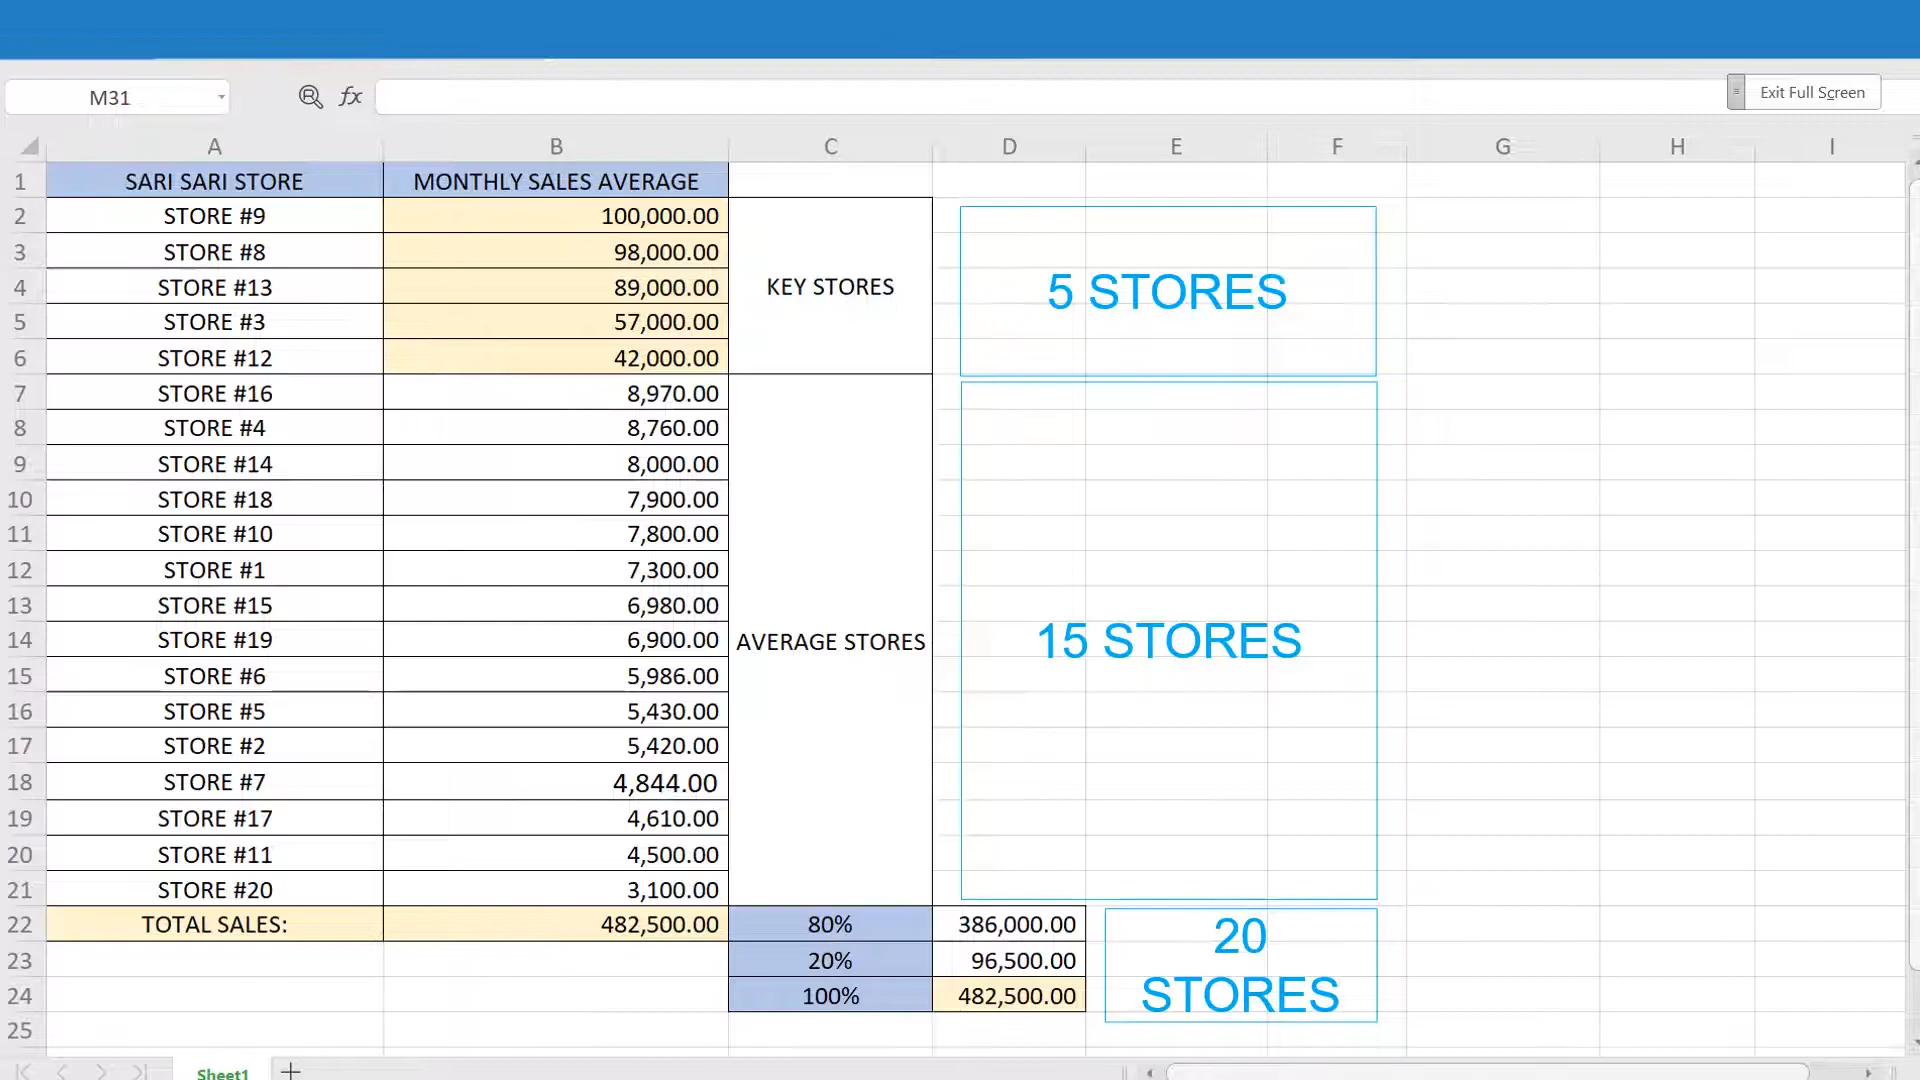 M31
fx
Exit Full Screen
A B C D E F G H I
1 SARI SARI STORE MONTHLY SALES AVERAGE
2 STORE #9 100,000.00
3 STORE #8 98,000.00
4 STORE #13 89,000.00 KEY STORES 5 STORES
5 STORE #3 57,000.00
6 STORE #12 42,000.00
7 STORE #16 8,970.00
8 STORE #4 8,760.00
9 STORE #14 8,000.00
10 STORE #18 7,900.00
11 STORE #10 7,800.00
12 STORE #1 7,300.00
13 STORE #15 6,980.00
14 STORE #19 6,900.00 AVERAGE STORES 15 STORES
15 STORE #6 5,986.00
16 STORE #5 5,430.00
17 STORE #2 5,420.00
18 STORE #7 4,844.00
19 STORE #17 4,610.00
20 STORE #11 4,500.00
21 STORE #20 3,100.00
22 TOTAL SALES: 482,500.00 80% 386,000.00 20
23 20% 96,500.00
24 100% 482,500.00 STORES
25
Sheet1